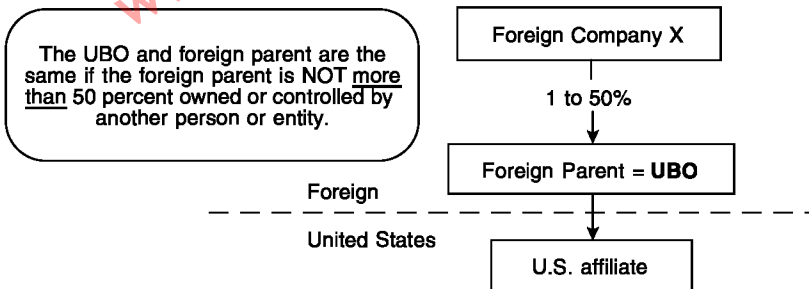 The UBO and foreign parent are the
same if the foreign parent is NOT more
than 50 percent owned or controlled by
another person or entity.
Foreign Company X
1 to 50%
Foreign Parent = UBO
Foreign
United States
U.S. affiliate